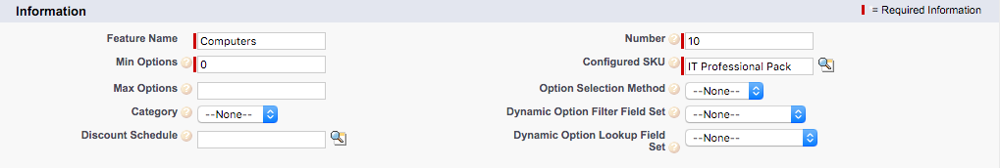 Information
= Required Information
Feature Name Computers
Number 10
Min Options 0
Configured SKU IT Professional Pack
Max Options
Option Selection Method --None--
Category --None--
Dynamic Option Filter Field Set --None--
Discount Schedule
Dynamic Option Lookup Field
Set --None--